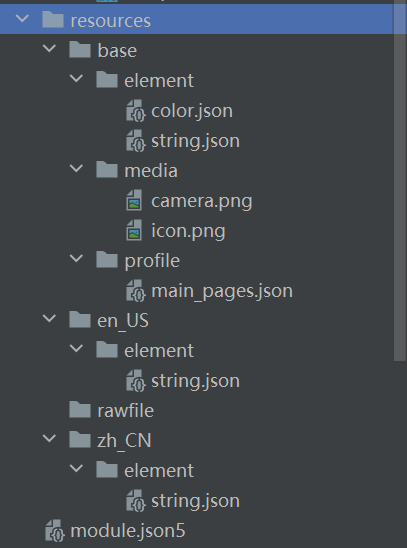 resources
base
element
color.json
string.json
media
camera.png
icon.png
profile
main_pages.json
en_US
element
string.json
rawfile
zh_CN
element
string.json
module.json5